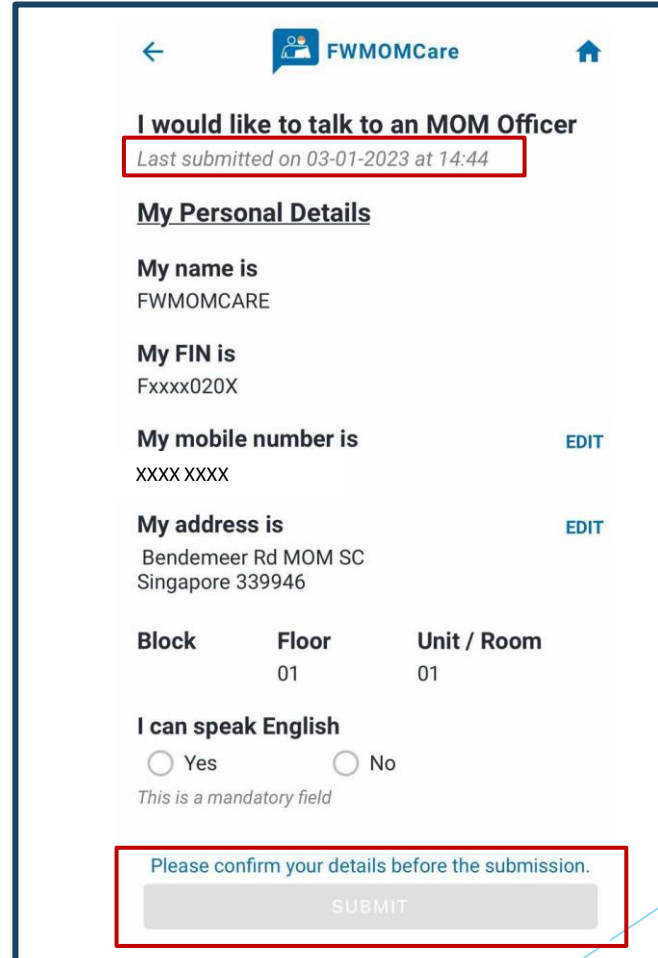 FWMOMCare
I would like to talk to an MOM Officer
Last submitted on 03-01-2023 at 14:44
My Personal Details
My name is
FWMOMCARE
My FIN is
Fxxxx020X
My mobile number is EDIT
XXXX XXXX
My address is EDIT
Bendemeer Rd MOM SC
Singapore 339946
Block Floor Unit / Room
01 01
I can speak English
Yes No
This is a mandatory field
Please confirm your details before the submission.
SUBMIT